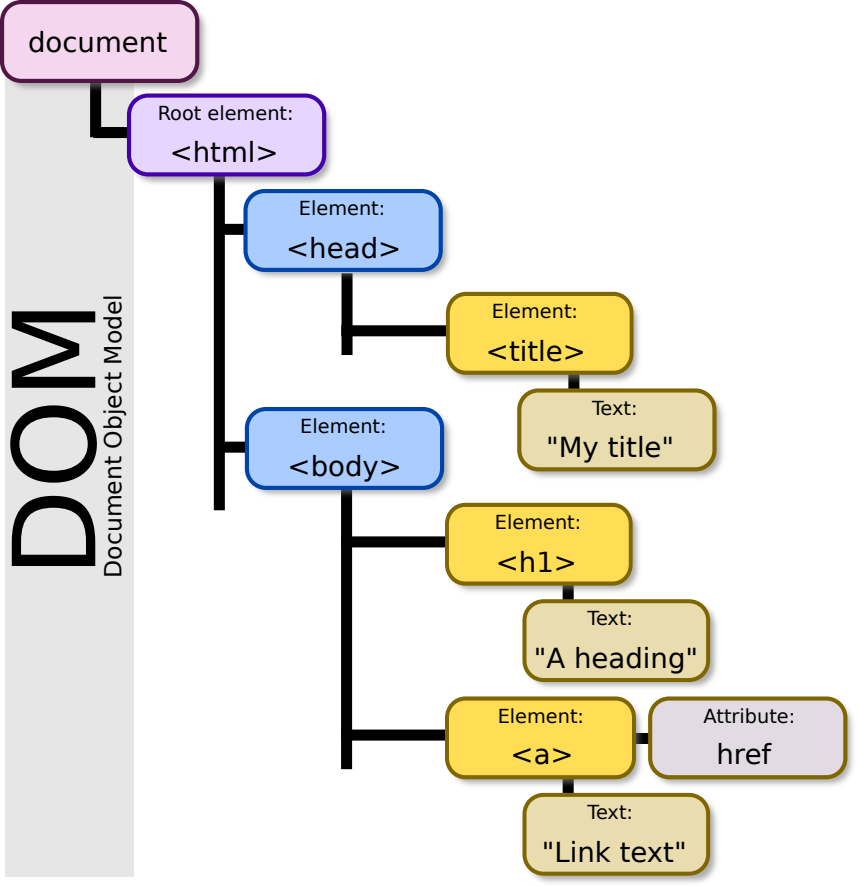 document
Root element:
<html>
Element:
<head>
Element:
<title>
Text:
"My title"
Element:
<body>
Element:
<h1>
Text:
"A heading"
Element:
<a>
Attribute:
href
Text:
"Link text"
DOM
Document Object Model